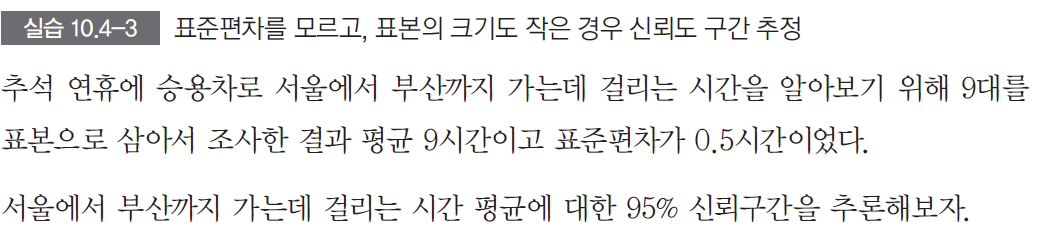 실습 10.4-3 표준편차를 모르고, 표본의 크기도 작은 경우 신뢰도 구간 추정
추석 연휴에 승용차로 서울에서 부산까지 가는데 걸리는 시간을 알아보기 위해 9대를
표본으로 삼아서 조사한 결과 평균 9시간이고 표준편차가 0.5시간이었다.
서울에서 부산까지 가는데 걸리는 시간 평균에 대한 95% 신뢰구간을 추론해보자.